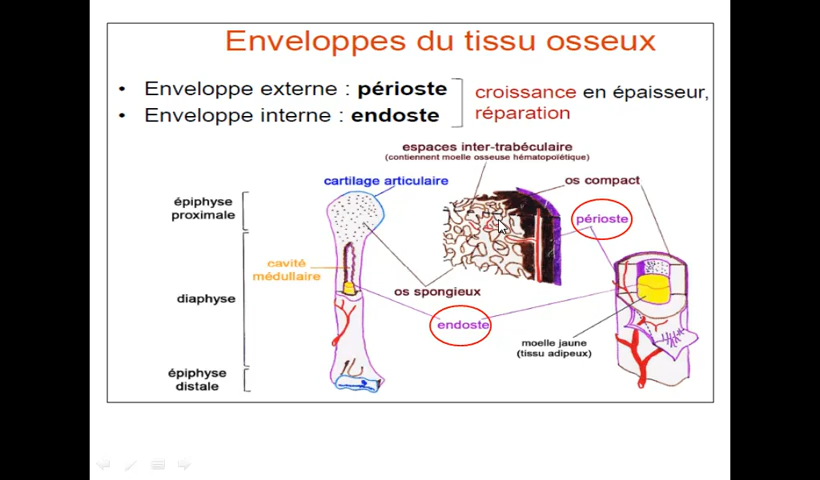 Enveloppes du tissu osseux
• Enveloppe externe : périoste
• Enveloppe interne : endoste
croissance en épaisseur,
réparation
espaces inter-trabéculaire
(contiennent moelle osseuse hématopoïétique)
cartilage articulaire
os compact
épiphyse
proximale
périoste
cavité
médullaire
diaphyse
os spongieux
endoste
moelle jaune
(tissu adipeux)
épiphyse
distale